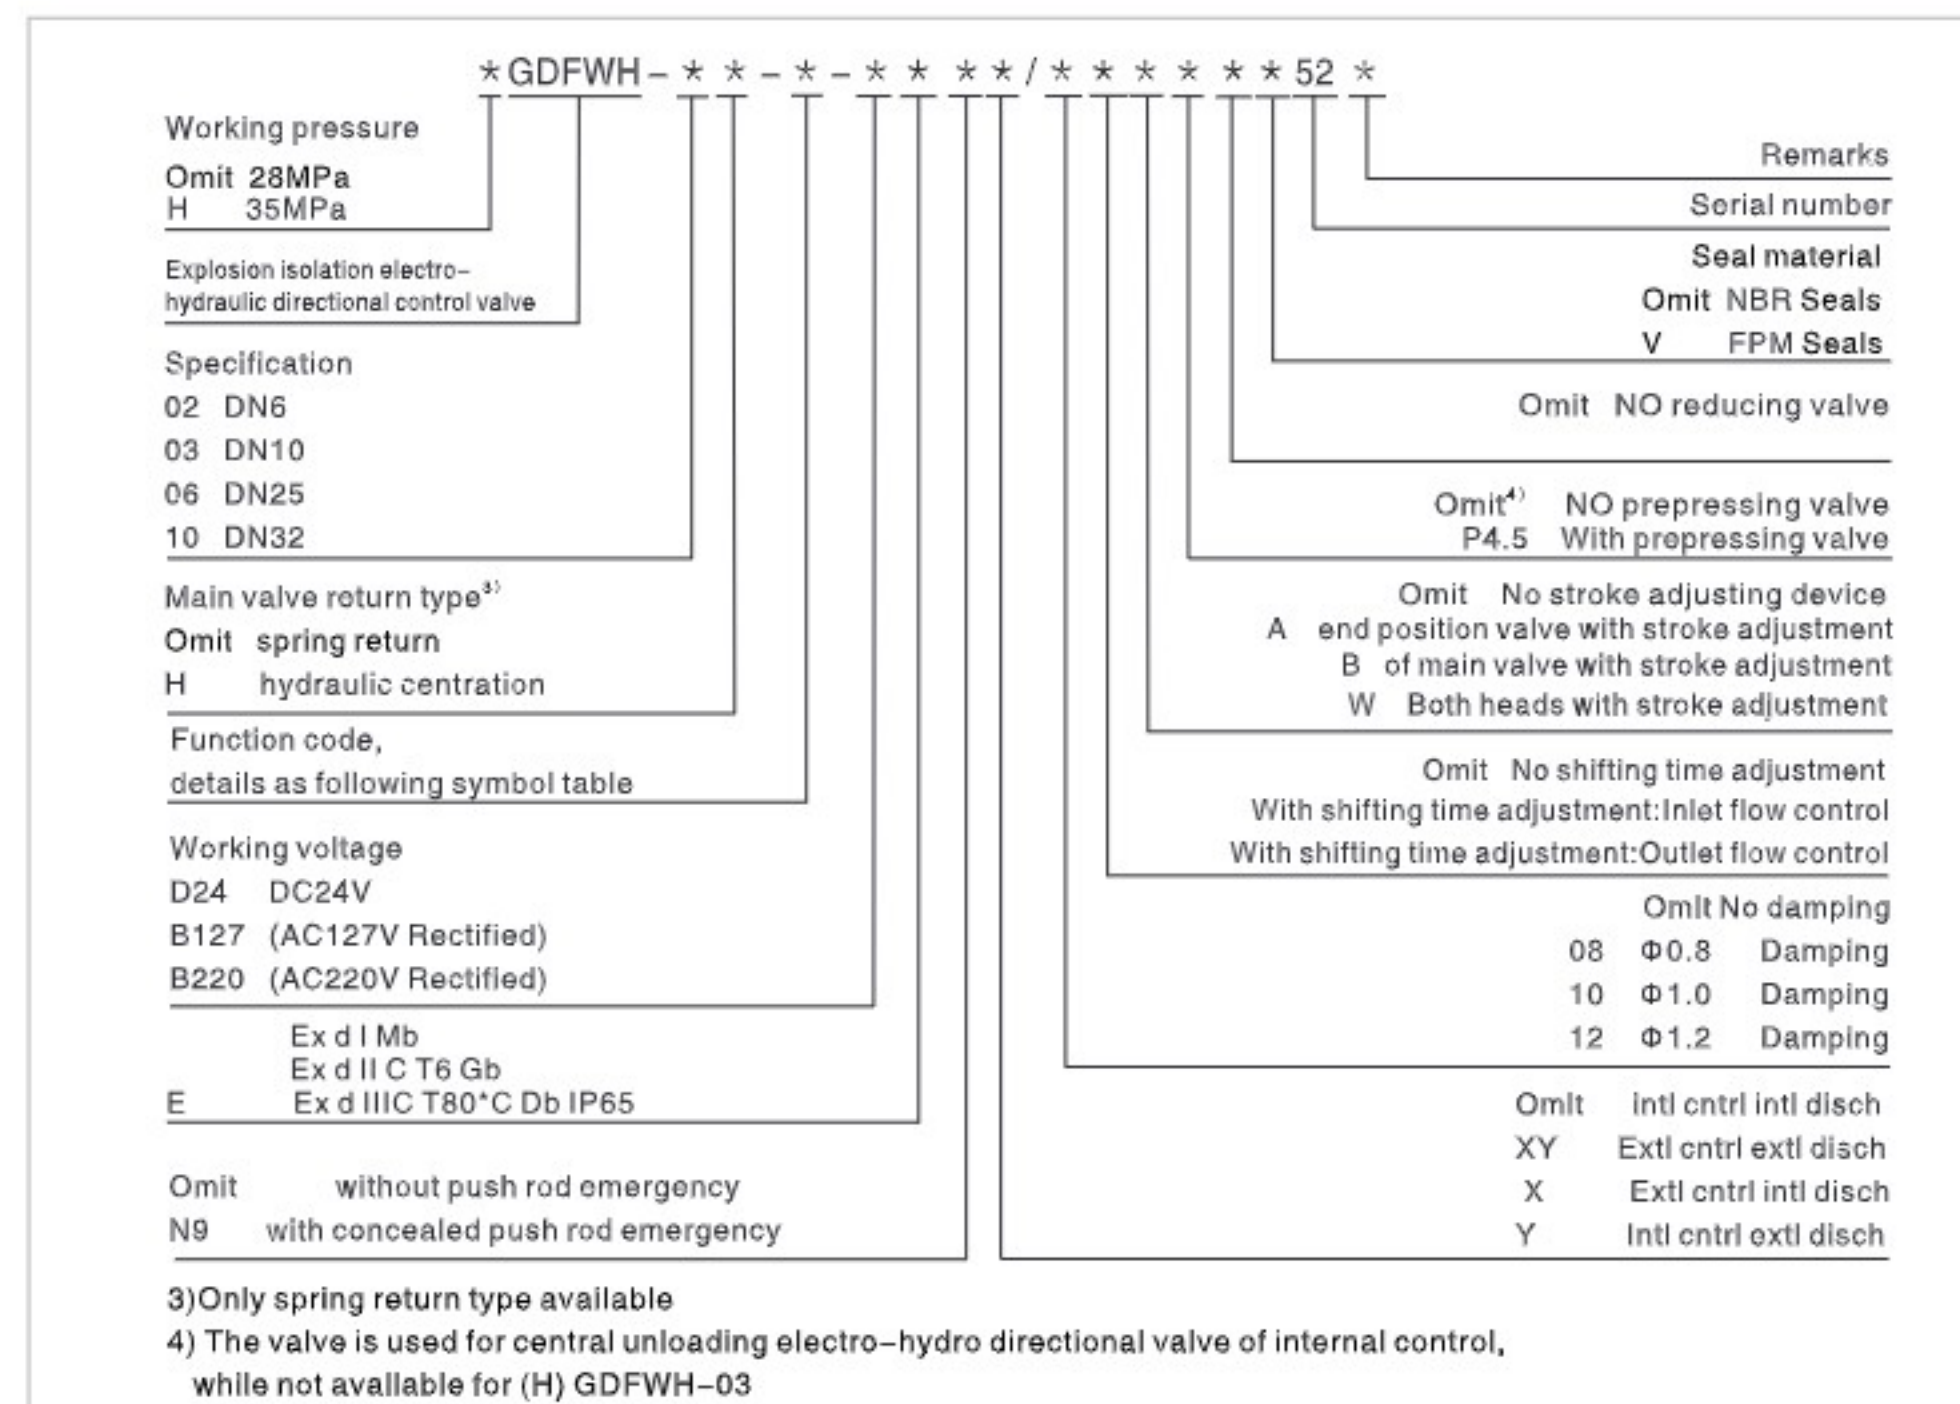 *GDFWH-**-*-** **/******52*
Working pressure
Omit 28MPa
H 35MPa
Explosion isolation electro-
hydraulic directional control valve
Specification
02 DN6
03 DN10
06 DN25
10 DN32
Main valve return type3)
Omit spring return
H hydraulic centration
Function code,
details as following symbol table
Working voltage
D24 DC24V
B127 (AC127V Rectified)
B220 (AC220V Rectified)
Ex d I Mb
Ex d II C T6 Gb
E Ex d IIIC T80*C Db IP65
Omit without push rod emergency
N9 with concealed push rod emergency
Remarks
Serial number
Seal material
Omit NBR Seals
V FPM Seals
Omit NO reducing valve
Omit4) NO prepressing valve
P4.5 With prepressing valve
Omit No stroke adjusting device
A end position valve with stroke adjustment
B of main valve with stroke adjustment
W Both heads with stroke adjustment
Omit No shifting time adjustment
With shifting time adjustment:Inlet flow control
With shifting time adjustment:Outlet flow control
Omit No damping
08 Φ0.8 Damping
10 Φ1.0 Damping
12 Φ1.2 Damping
Omit intl cntrl intl disch
XY Extl cntrl extl disch
X Extl cntrl intl disch
Y Intl cntrl extl disch
3)Only spring return type available
4) The valve is used for central unloading electro-hydro directional valve of internal control,
while not available for (H) GDFWH-03